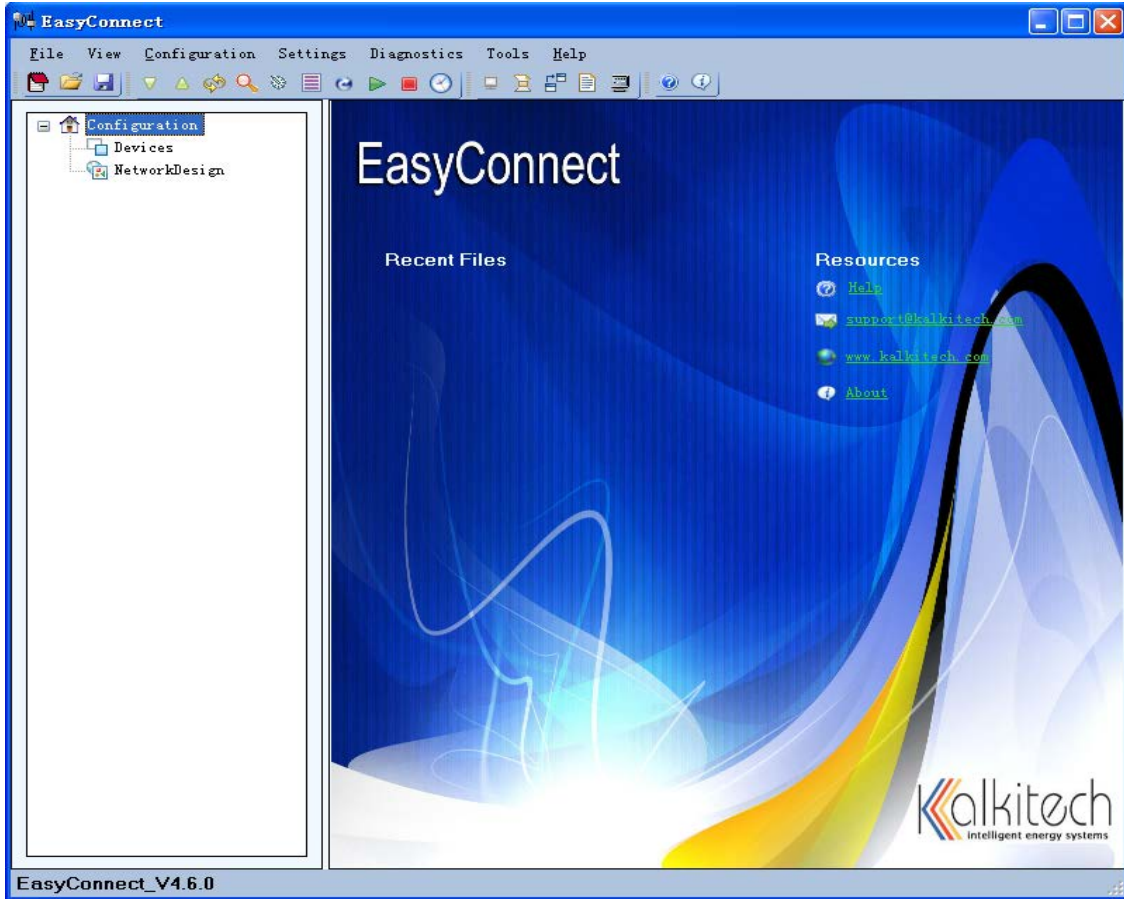 EasyConnect
File View Configuration Settings Diagnostics Tools Help
Configuration
Devices
NetworkDesign
EasyConnect
Recent Files
Resources
Help
support@kalkitech.com
www.kalkitech.com
About
Kalkitech
intelligent energy systems
EasyConnect_V4.6.0